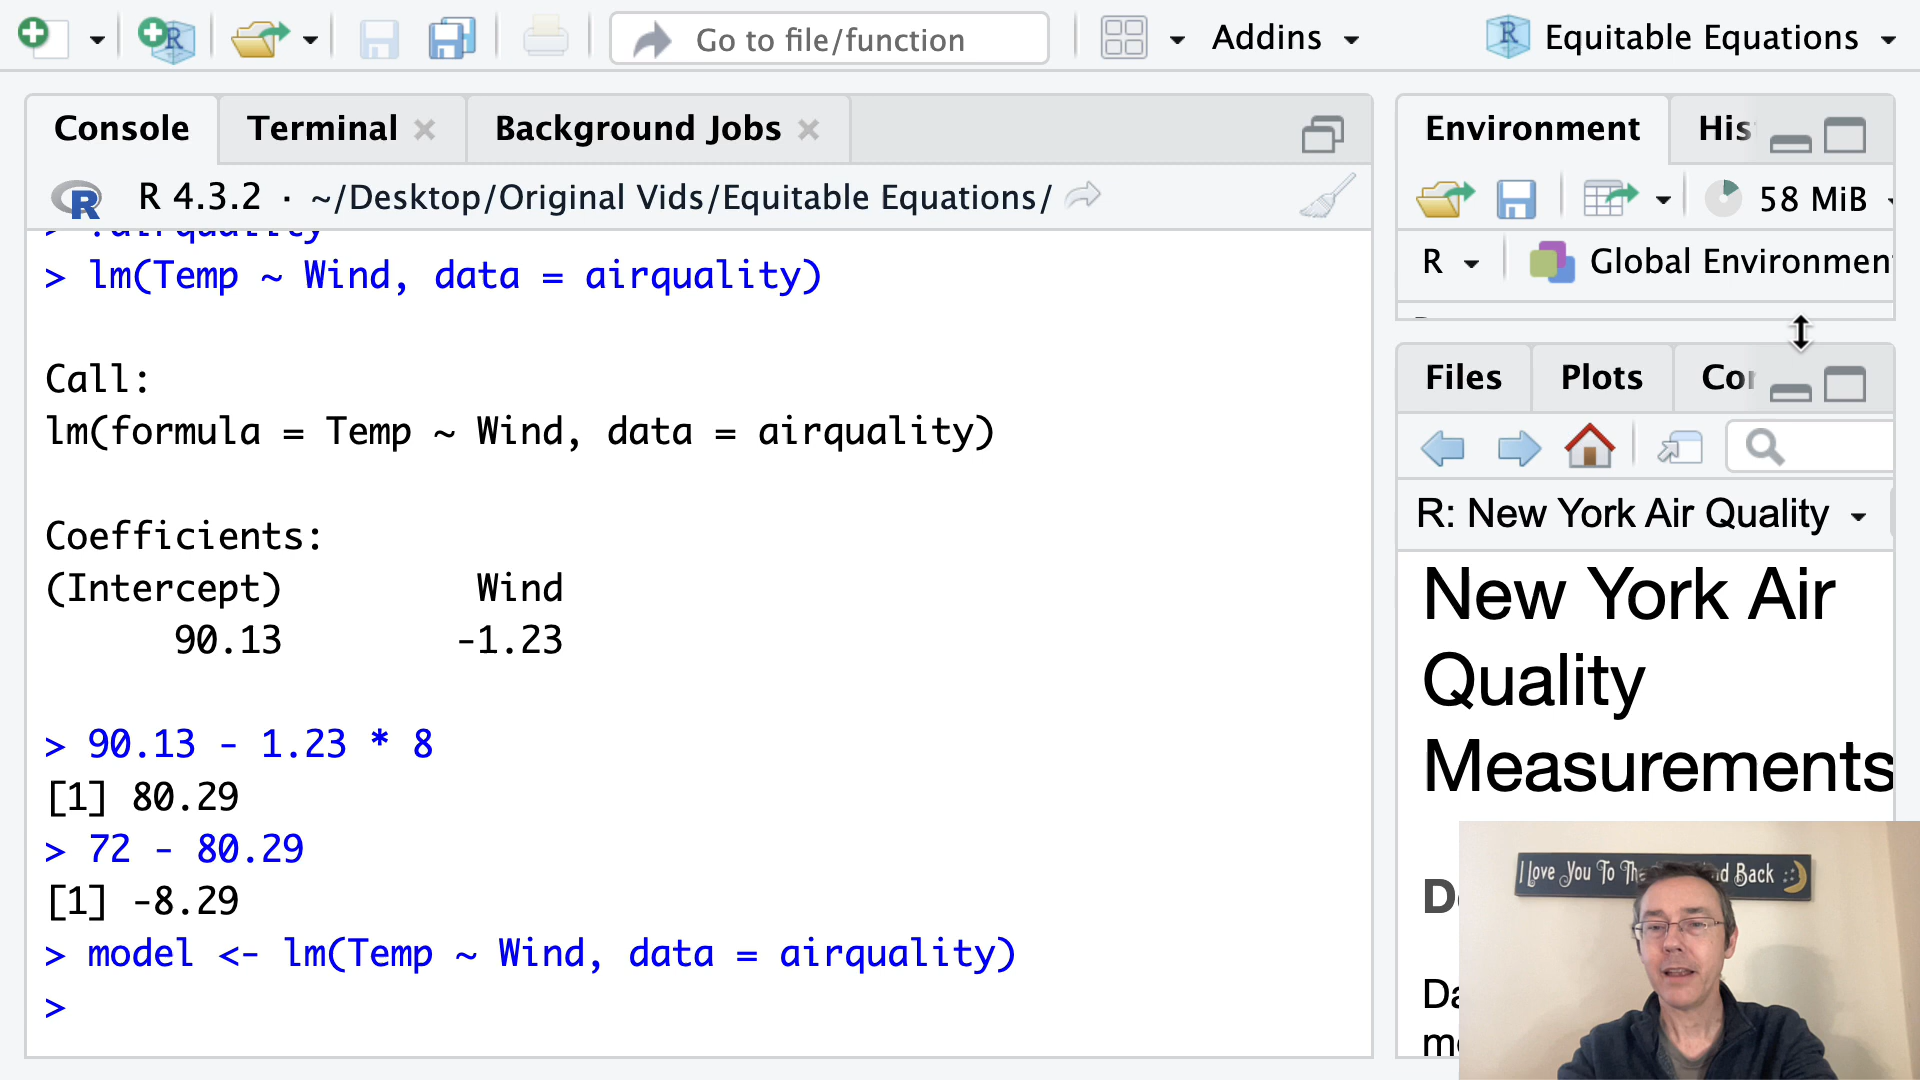 Go to file/function
Addins
Equitable Equations
Console
Terminal
Background Jobs
R 4.3.2 · ~/Desktop/Original Vids/Equitable Equations/
> lm(Temp ~ Wind, data = airquality)
Call:
lm(formula = Temp ~ Wind, data = airquality)
Coefficients:
(Intercept) Wind
90.13 -1.23
> 90.13 - 1.23 * 8
[1] 80.29
> 72 - 80.29
[1] -8.29
> model <- lm(Temp ~ Wind, data = airquality)
>
Environment
His
58 MiB
R
Global Environmen
Files
Plots
Co
R: New York Air Quality
New York Air
Quality
Measurements
I Love You To Th
d Back